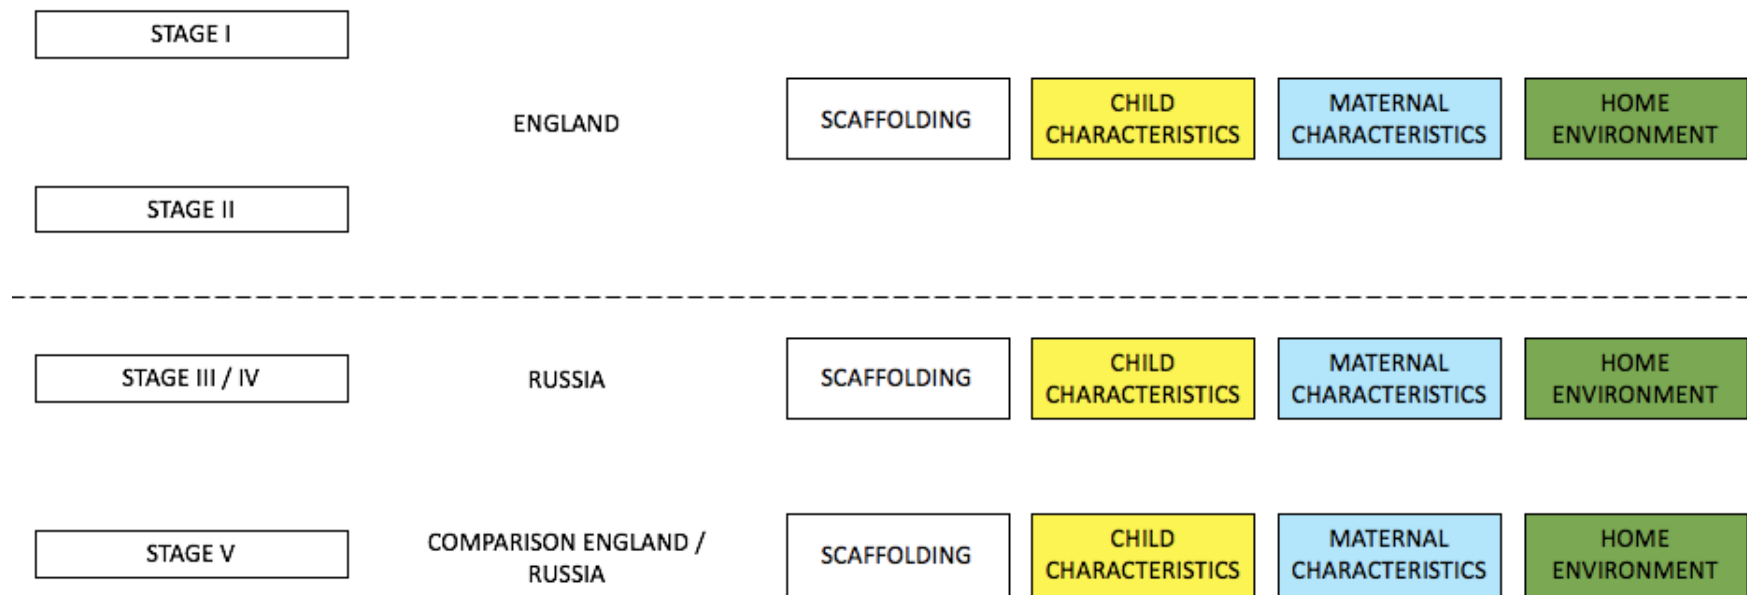 STAGE I
ENGLAND
SCAFFOLDING
CHILD
CHARACTERISTICS
MATERNAL
CHARACTERISTICS
HOME
ENVIRONMENT
STAGE II
STAGE III / IV
RUSSIA
SCAFFOLDING
CHILD
CHARACTERISTICS
MATERNAL
CHARACTERISTICS
HOME
ENVIRONMENT
STAGE V
COMPARISON ENGLAND /
RUSSIA
SCAFFOLDING
CHILD
CHARACTERISTICS
MATERNAL
CHARACTERISTICS
HOME
ENVIRONMENT